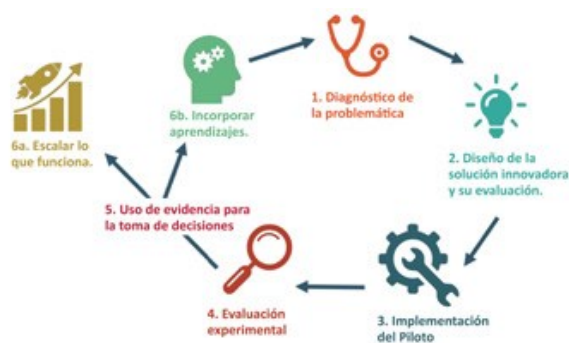 1. Diagnóstico de
la problemática
2. Diseño de la
solución innovadora
y su evaluación.
3. Implementación
del Piloto
4. Evaluación
experimental
5. Uso de evidencia para
la toma de decisiones
6a. Escalar lo
que funciona.
6b. Incorporar
aprendizajes.